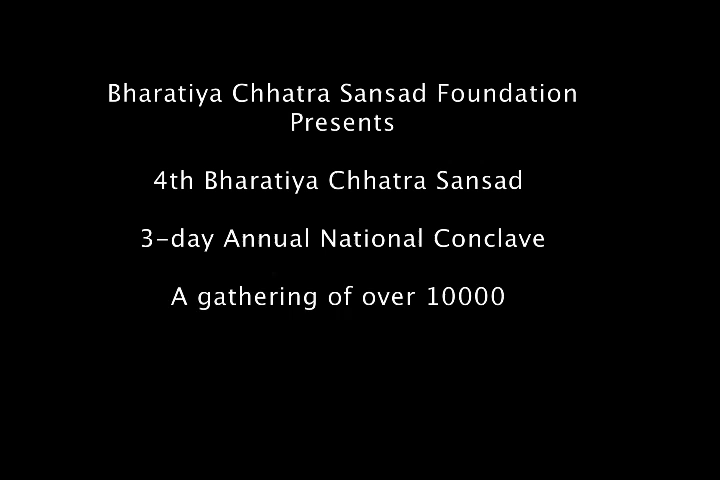 Bharatiya Chhatra Sansad Foundation
Presents
4th Bharatiya Chhatra Sansad
3-day Annual National Conclave
A gathering of over 10000